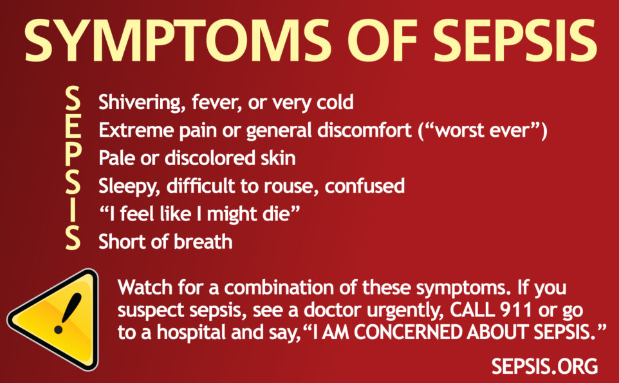 SYMPTOMS OF SEPSIS
S Shivering, fever, or very cold
E Extreme pain or general discomfort (“worst ever”)
P Pale or discolored skin
S Sleepy, difficult to rouse, confused
I “I feel like I might die”
S Short of breath
! Watch for a combination of these symptoms. If you
suspect sepsis, see a doctor urgently, CALL 911 or go
to a hospital and say,“I AM CONCERNED ABOUT SEPSIS.”
SEPSIS.ORG